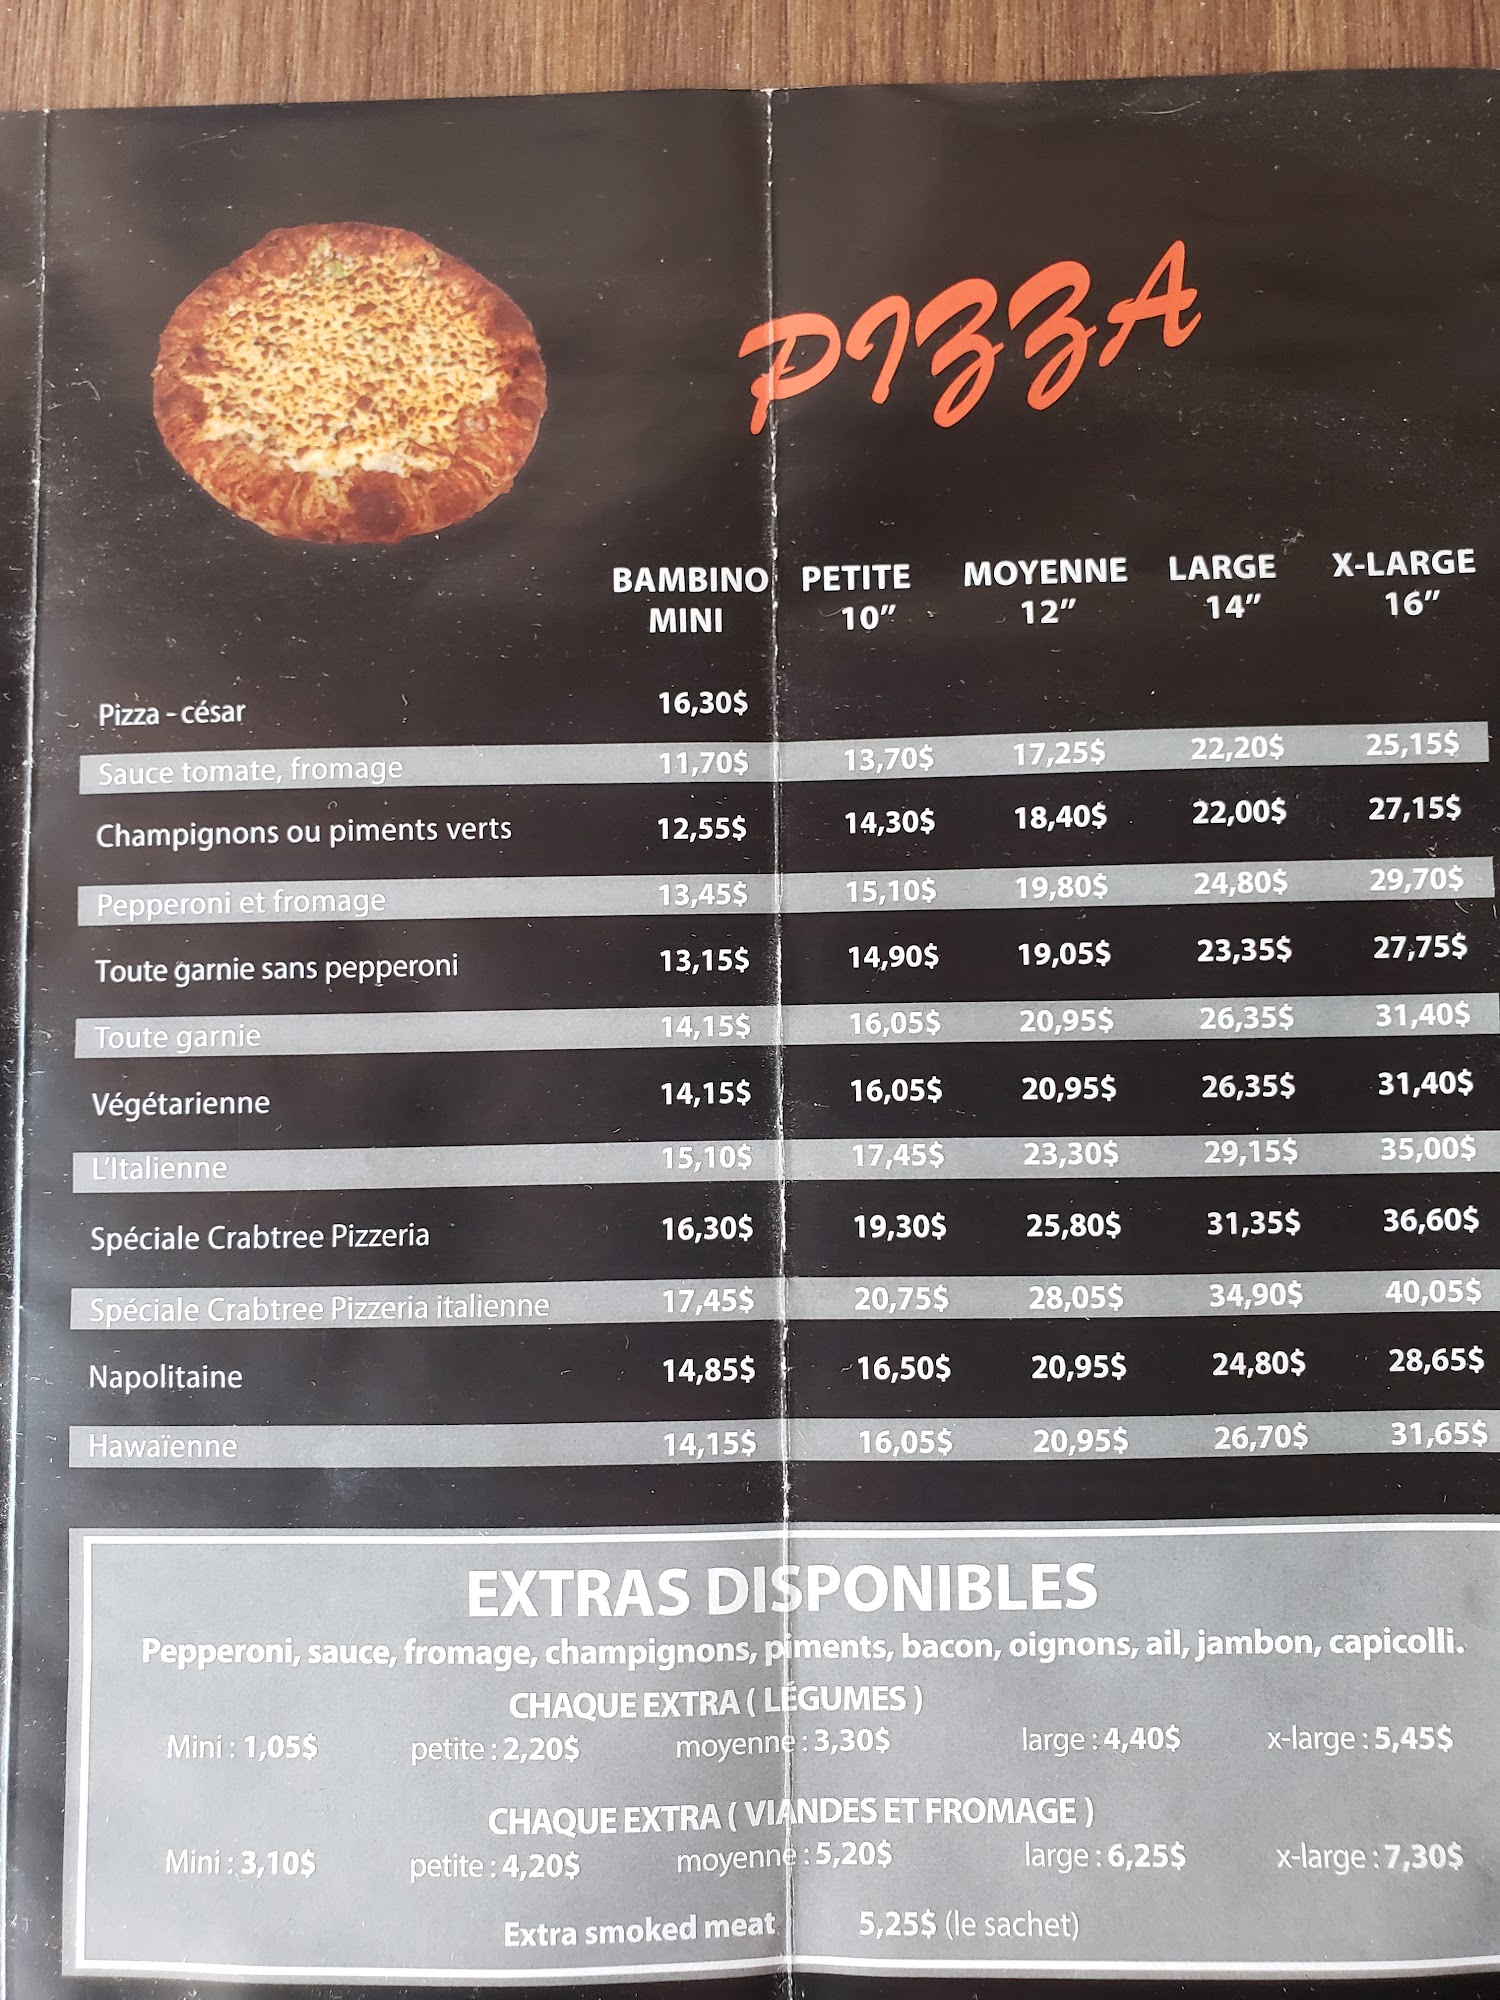 PIZZA
BAMBINO MINI PETITE 10” MOYENNE 12” LARGE 14” X-LARGE 16”
Pizza - césar 16,30$
Sauce tomate, fromage 11,70$ 13,70$ 17,25$ 22,20$ 25,15$
Champignons ou piments verts 12,55$ 14,30$ 18,40$ 22,00$ 27,15$
Pepperoni et fromage 13,45$ 15,10$ 19,80$ 24,80$ 29,70$
Toute garnie sans pepperoni 13,15$ 14,90$ 19,05$ 23,35$ 27,75$
Toute garnie 14,15$ 16,05$ 20,95$ 26,35$ 31,40$
Végétarienne 14,15$ 16,05$ 20,95$ 26,35$ 31,40$
L’Italienne 15,10$ 17,45$ 23,30$ 29,15$ 35,00$
Spéciale Crabtree Pizzeria 16,30$ 19,30$ 25,80$ 31,35$ 36,60$
Spéciale Crabtree Pizzeria italienne 17,45$ 20,75$ 28,05$ 34,90$ 40,05$
Napolitaine 14,85$ 16,50$ 20,95$ 24,80$ 28,65$
Hawaïenne 14,15$ 16,05$ 20,95$ 26,70$ 31,65$
EXTRAS DISPONIBLES
Pepperoni, sauce, fromage, champignons, piments, bacon, oignons, ail, jambon, capicolli.
CHAQUE EXTRA ( LÉGUMES )
Mini : 1,05$ petite : 2,20$ moyenne : 3,30$ large : 4,40$ x-large : 5,45$
CHAQUE EXTRA ( VIANDES ET FROMAGE )
Mini : 3,10$ petite : 4,20$ moyenne : 5,20$ large : 6,25$ x-large : 7,30$
Extra smoked meat 5,25$ (le sachet)